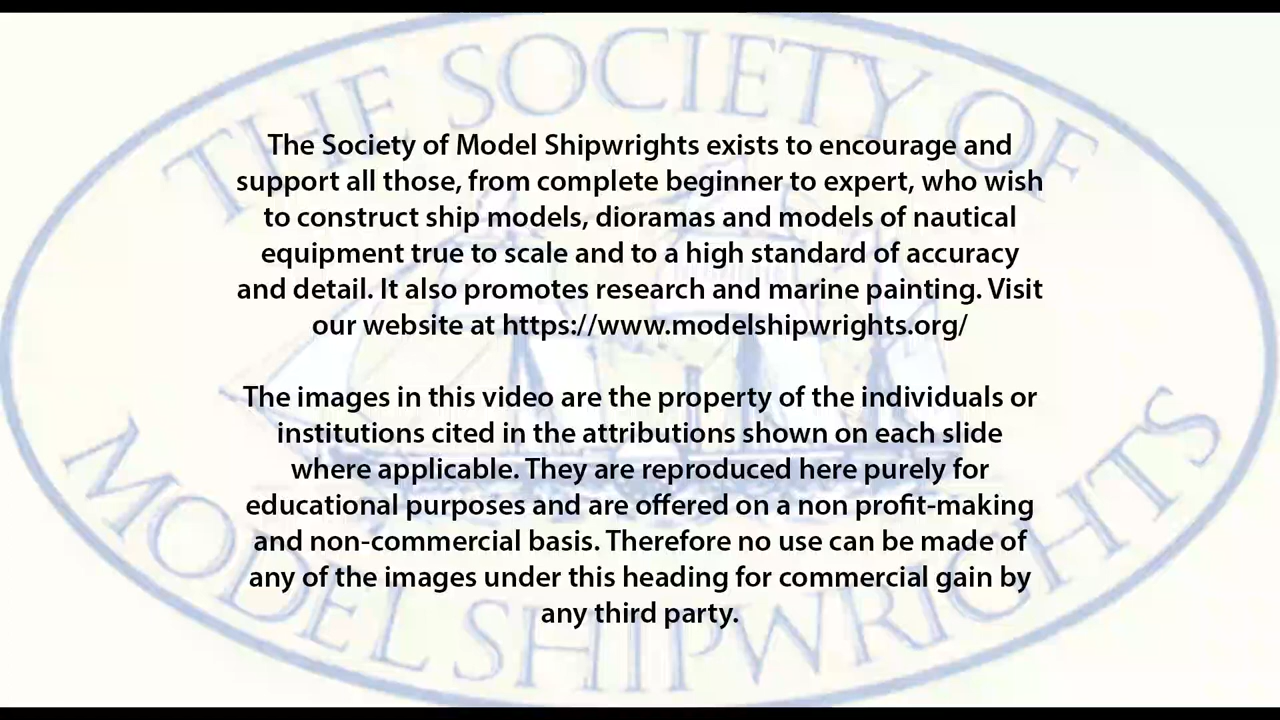 THE SOCIETY OF
The Society of Model Shipwrights exists to encourage and
support all those, from complete beginner to expert, who wish
to construct ship models, dioramas and models of nautical
equipment true to scale and to a high standard of accuracy
and detail. It also promotes research and marine painting. Visit
our website at https://www.modelshipwrights.org/
The images in this video are the property of the individuals or
institutions cited in the attributions shown on each slide
where applicable. They are reproduced here purely for
educational purposes and are offered on a non profit-making
and non-commercial basis. Therefore no use can be made of
any of the images under this heading for commercial gain by
any third party.
MODEL SHIPWRIGHTS